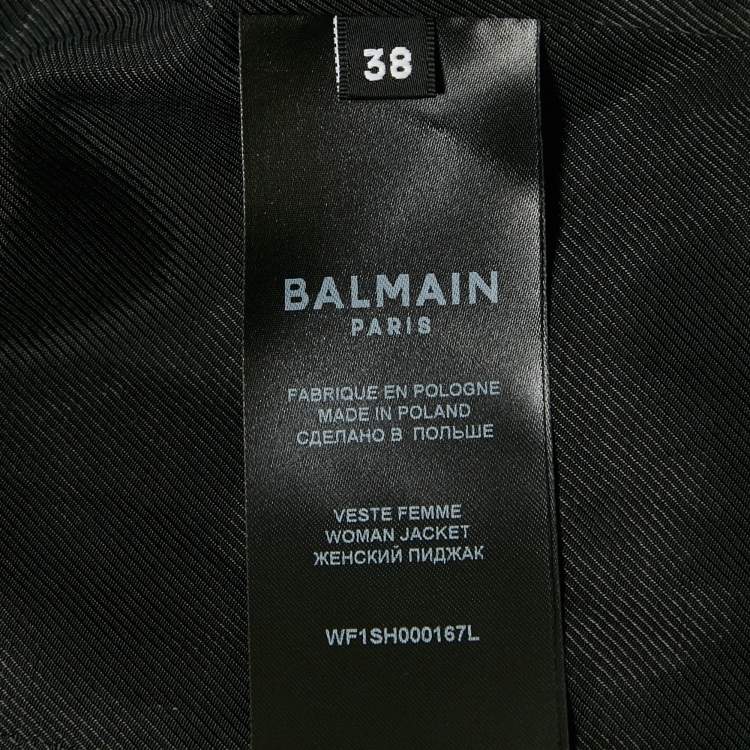 38
BALMAIN
PARIS
FABRIQUE EN POLOGNE
MADE IN POLAND
СДЕЛАНО В ПОЛЬШЕ
VESTE FEMME
WOMAN JACKET
ЖЕНСКИЙ ПИДЖАК
WF1SH000167L